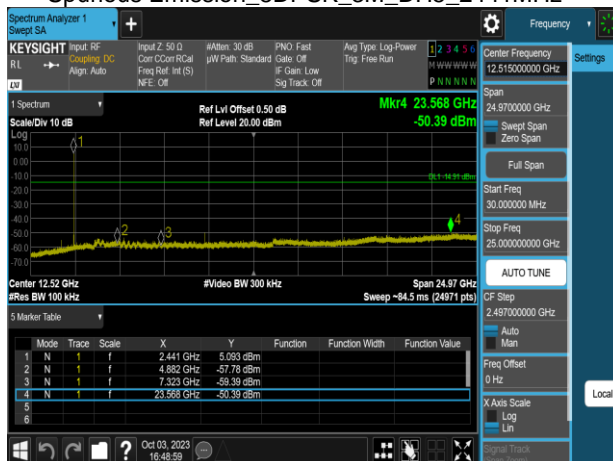 Spurious Emission_8DPSK_3M_DH5_2441MHz
Spectrum Analyzer 1
Swept SA
Frequency
KEYSIGHT
RL
Input: RF
Coupling: DC
Align: Auto
Input Z: 50 Ω
Corr CCorr RCal
Freq Ref: Int (S)
NFE: Off
#Atten: 30 dB
µW Path: Standard
PNO: Fast
Gate: Off
IF Gain: Low
Sig Track: Off
Avg Type: Log-Power
Trig: Free Run
1 2 3 4 5 6
M W W W W W
P N N N N N
1 Spectrum
Scale/Div 10 dB
Ref Lvl Offset 0.50 dB
Ref Level 20.00 dBm
Mkr4 23.568 GHz
-50.39 dBm
Log
10.0
0.00
-10.0
-20.0
-30.0
-40.0
-50.0
-60.0
-70.0
1
2
3
4
DL1 -14.91 dBm
Center 12.52 GHz
#Res BW 100 kHz
#Video BW 300 kHz
Span 24.97 GHz
Sweep ~84.5 ms (24971 pts)
5 Marker Table
Mode Trace Scale X Y Function Function Width Function Value
1 N 1 f 2.441 GHz 5.093 dBm
2 N 1 f 4.882 GHz -57.78 dBm
3 N 1 f 7.323 GHz -59.39 dBm
4 N 1 f 23.568 GHz -50.39 dBm
5
6
Oct 03, 2023
16:48:59
Center Frequency
12.515000000 GHz
Settings
Span
24.9700000 GHz
Swept Span
Zero Span
Full Span
Start Freq
30.000000 MHz
Stop Freq
25.000000000 GHz
AUTO TUNE
CF Step
2.497000000 GHz
Auto
Man
Freq Offset
0 Hz
X Axis Scale
Log
Lin
Local
Signal Track